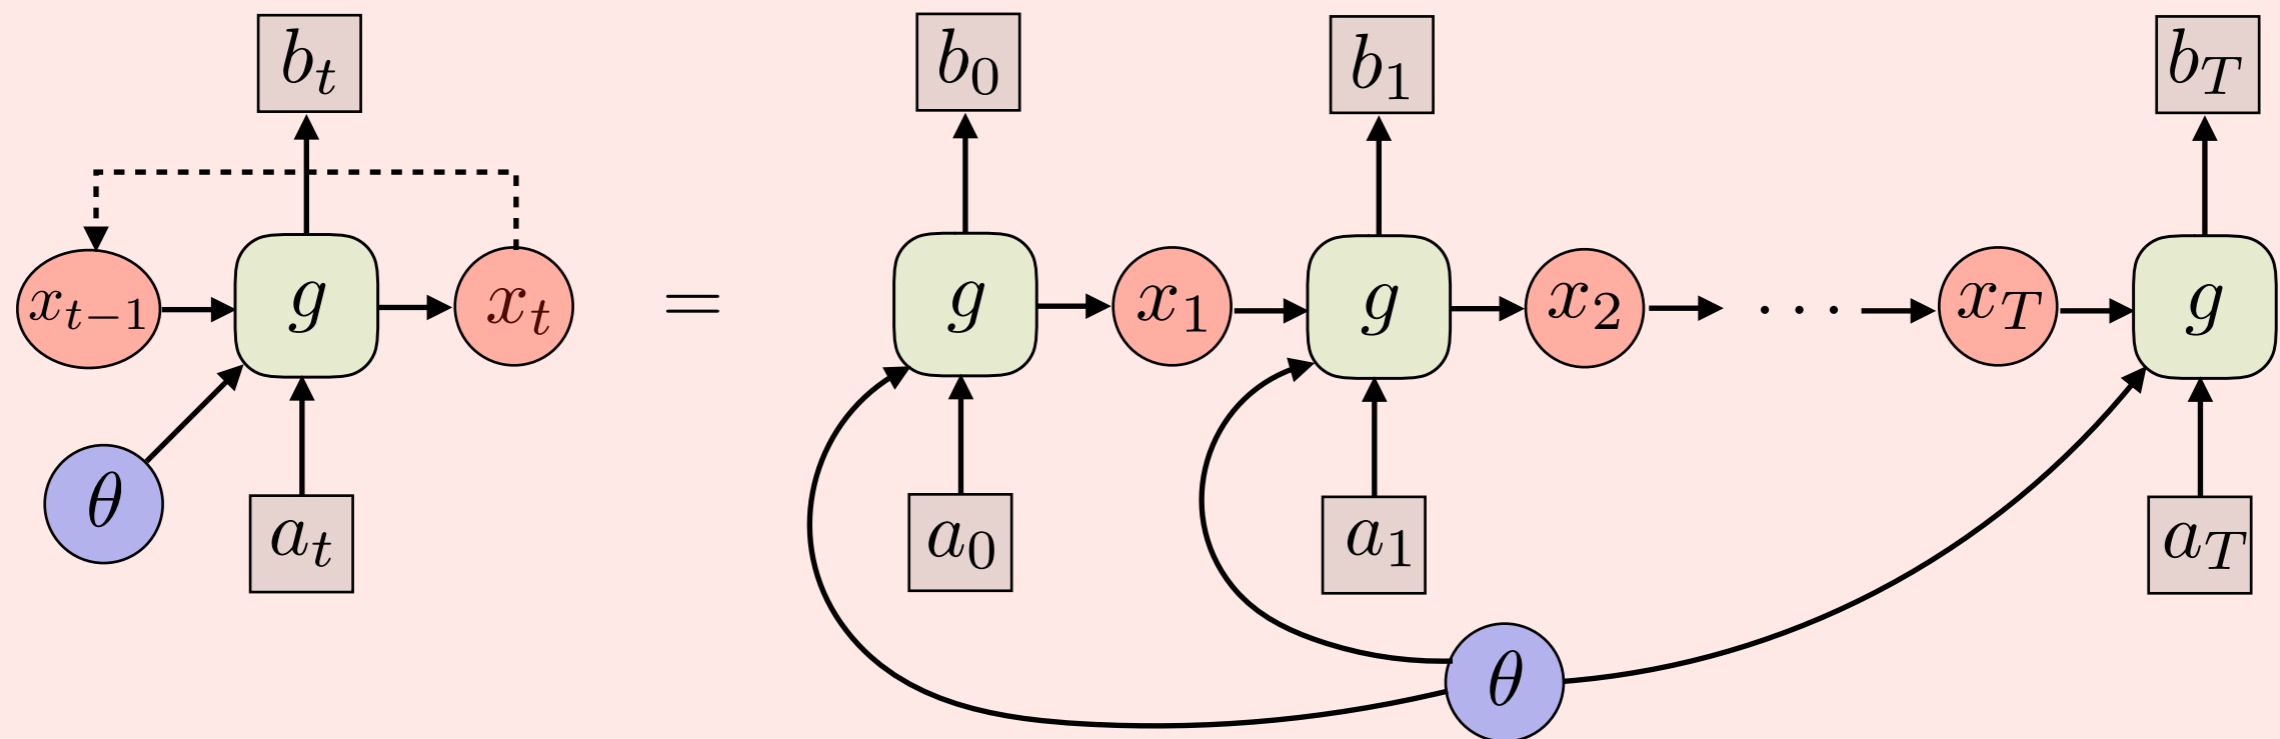 b_t b_0 b_1 b_T
x_{t-1} g x_t = g x_1 g x_2 ... x_T g
θ a_t a_0 a_1 a_T
θ